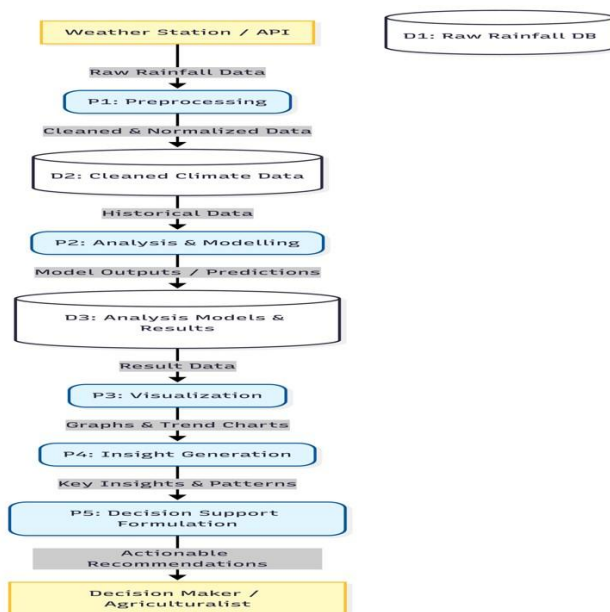 Weather Station / API
D1: Raw Rainfall DB
Raw Rainfall Data
P1: Preprocessing
Cleaned & Normalized Data
D2: Cleaned Climate Data
Historical Data
P2: Analysis & Modelling
Model Outputs / Predictions
D3: Analysis Models &
Results
Result Data
P3: Visualization
Graphs & Trend Charts
P4: Insight Generation
Key Insights & Patterns
P5: Decision Support
Formulation
Actionable
Recommendations
Decision Maker /
Agriculturalist